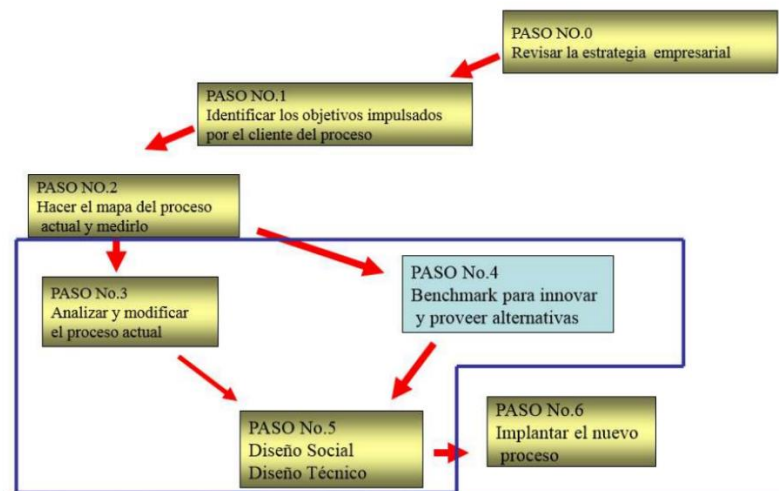 PASO NO.0
Revisar la estrategia empresarial
PASO NO.1
Identificar los objetivos impulsados
por el cliente del proceso
PASO NO.2
Hacer el mapa del proceso
actual y medirlo
PASO No.3
Analizar y modificar
el proceso actual
PASO No.4
Benchmark para innovar
y proveer alternativas
PASO No.5
Diseño Social
Diseño Técnico
PASO No.6
Implantar el nuevo
proceso